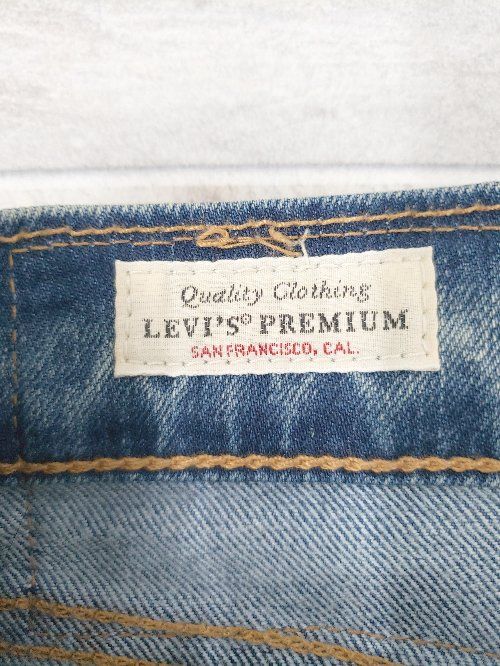 Quality Clothing
LEVI'S® PREMIUM
SAN FRANCISCO, CAL.